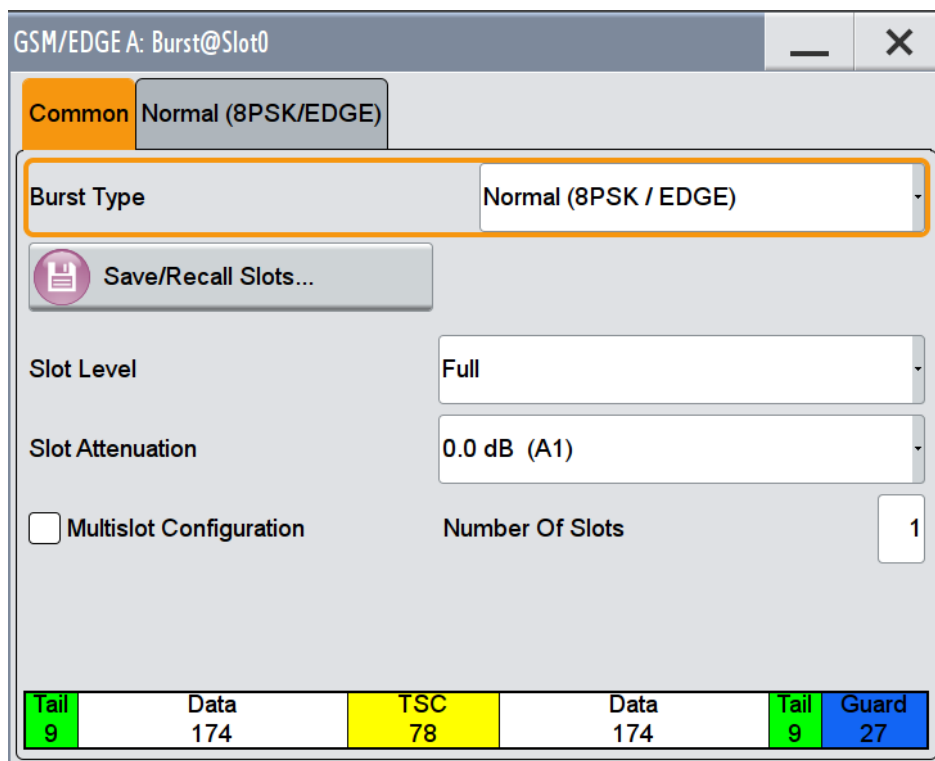 GSM/EDGE A: Burst@Slot0
Common Normal (8PSK/EDGE)
Burst Type Normal (8PSK / EDGE)
Save/Recall Slots...
Slot Level Full
Slot Attenuation 0.0 dB (A1)
Multislot Configuration Number Of Slots 1
Tail Data TSC Data Tail Guard
9 174 78 174 9 27